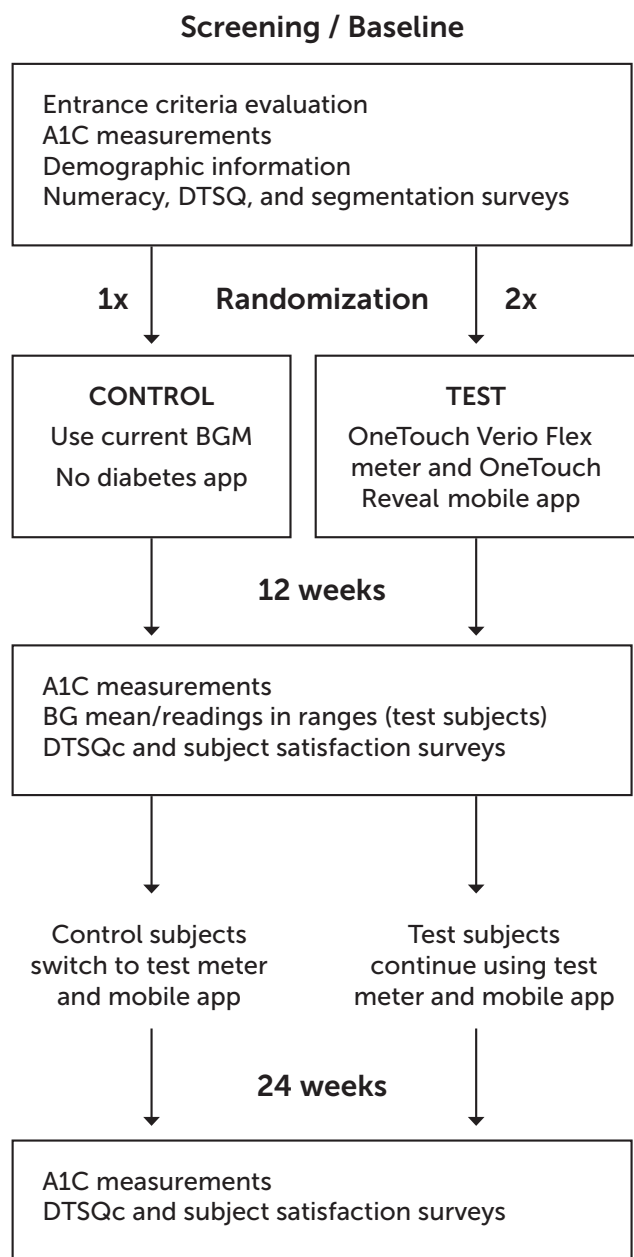 Screening / Baseline
Entrance criteria evaluation
A1C measurements
Demographic information
Numeracy, DTSQ, and segmentation surveys
1x Randomization 2x
CONTROL
Use current BGM
No diabetes app
TEST
OneTouch Verio Flex
meter and OneTouch
Reveal mobile app
12 weeks
A1C measurements
BG mean/readings in ranges (test subjects)
DTSQc and subject satisfaction surveys
Control subjects
switch to test meter
and mobile app
Test subjects
continue using test
meter and mobile app
24 weeks
A1C measurements
DTSQc and subject satisfaction surveys